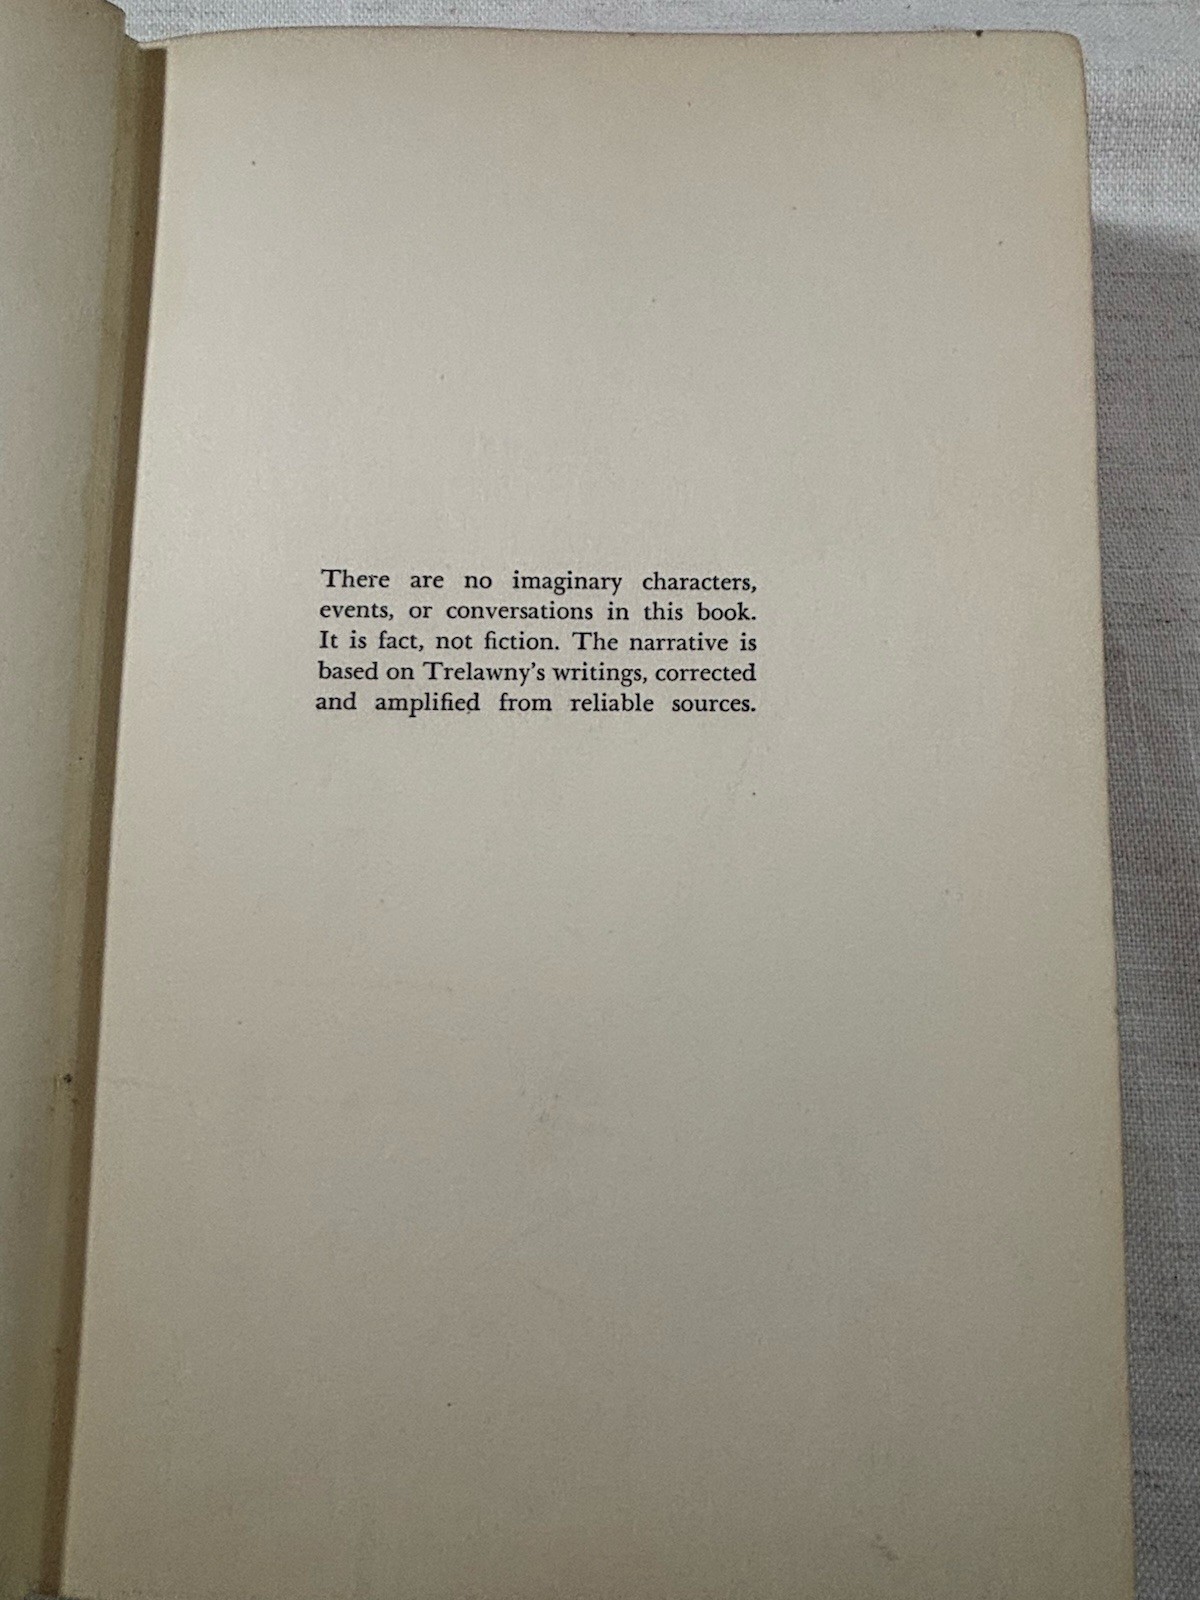 There are no imaginary characters,
events, or conversations in this book.
It is fact, not fiction. The narrative is
based on Trelawny's writings, corrected
and amplified from reliable sources.